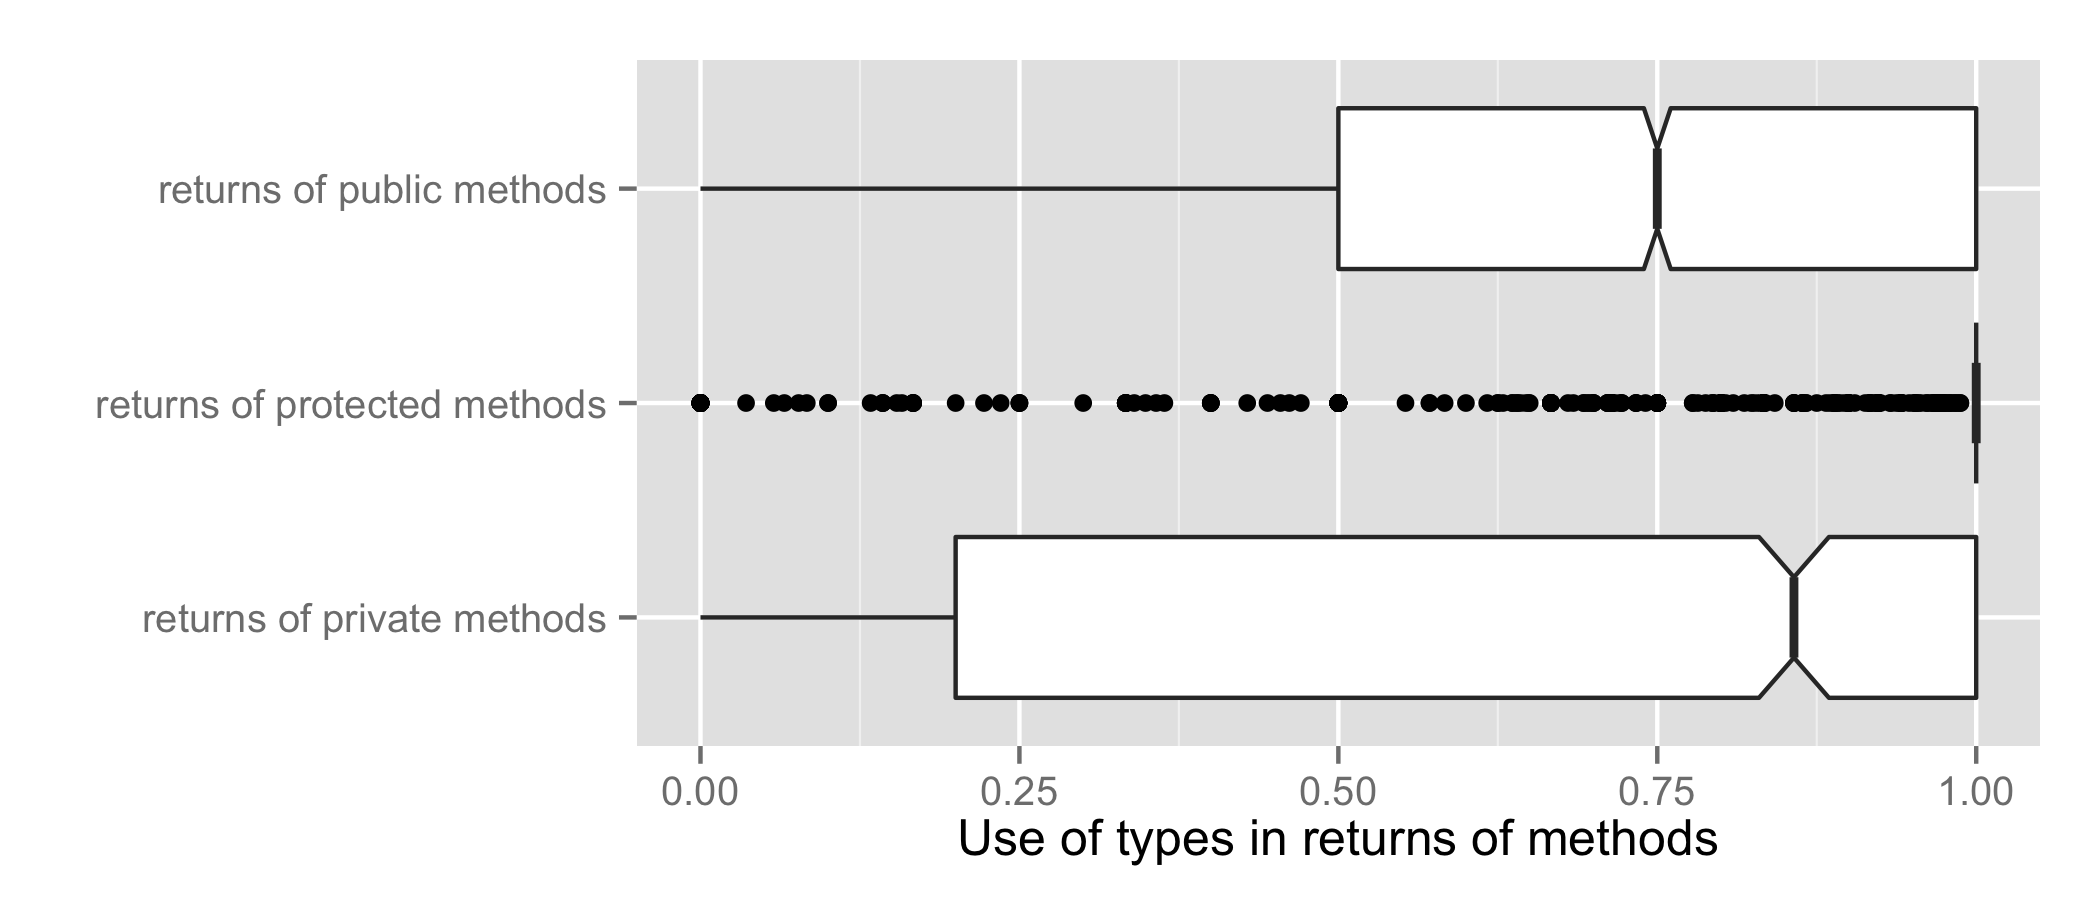 returns of public methods
returns of protected methods
returns of private methods
0.00 0.25 0.50 0.75 1.00
Use of types in returns of methods